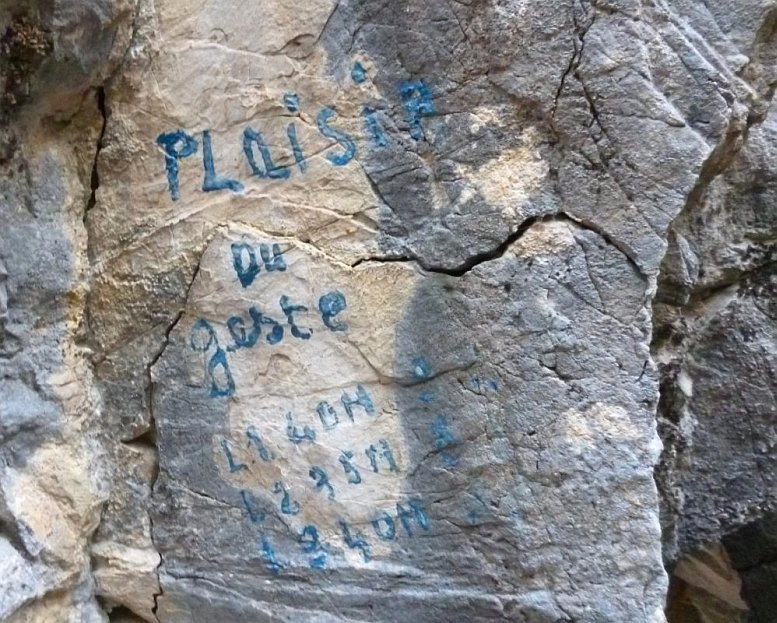 PLaisiR
Du
geste
L1 40M
L2 35M
L3 40M